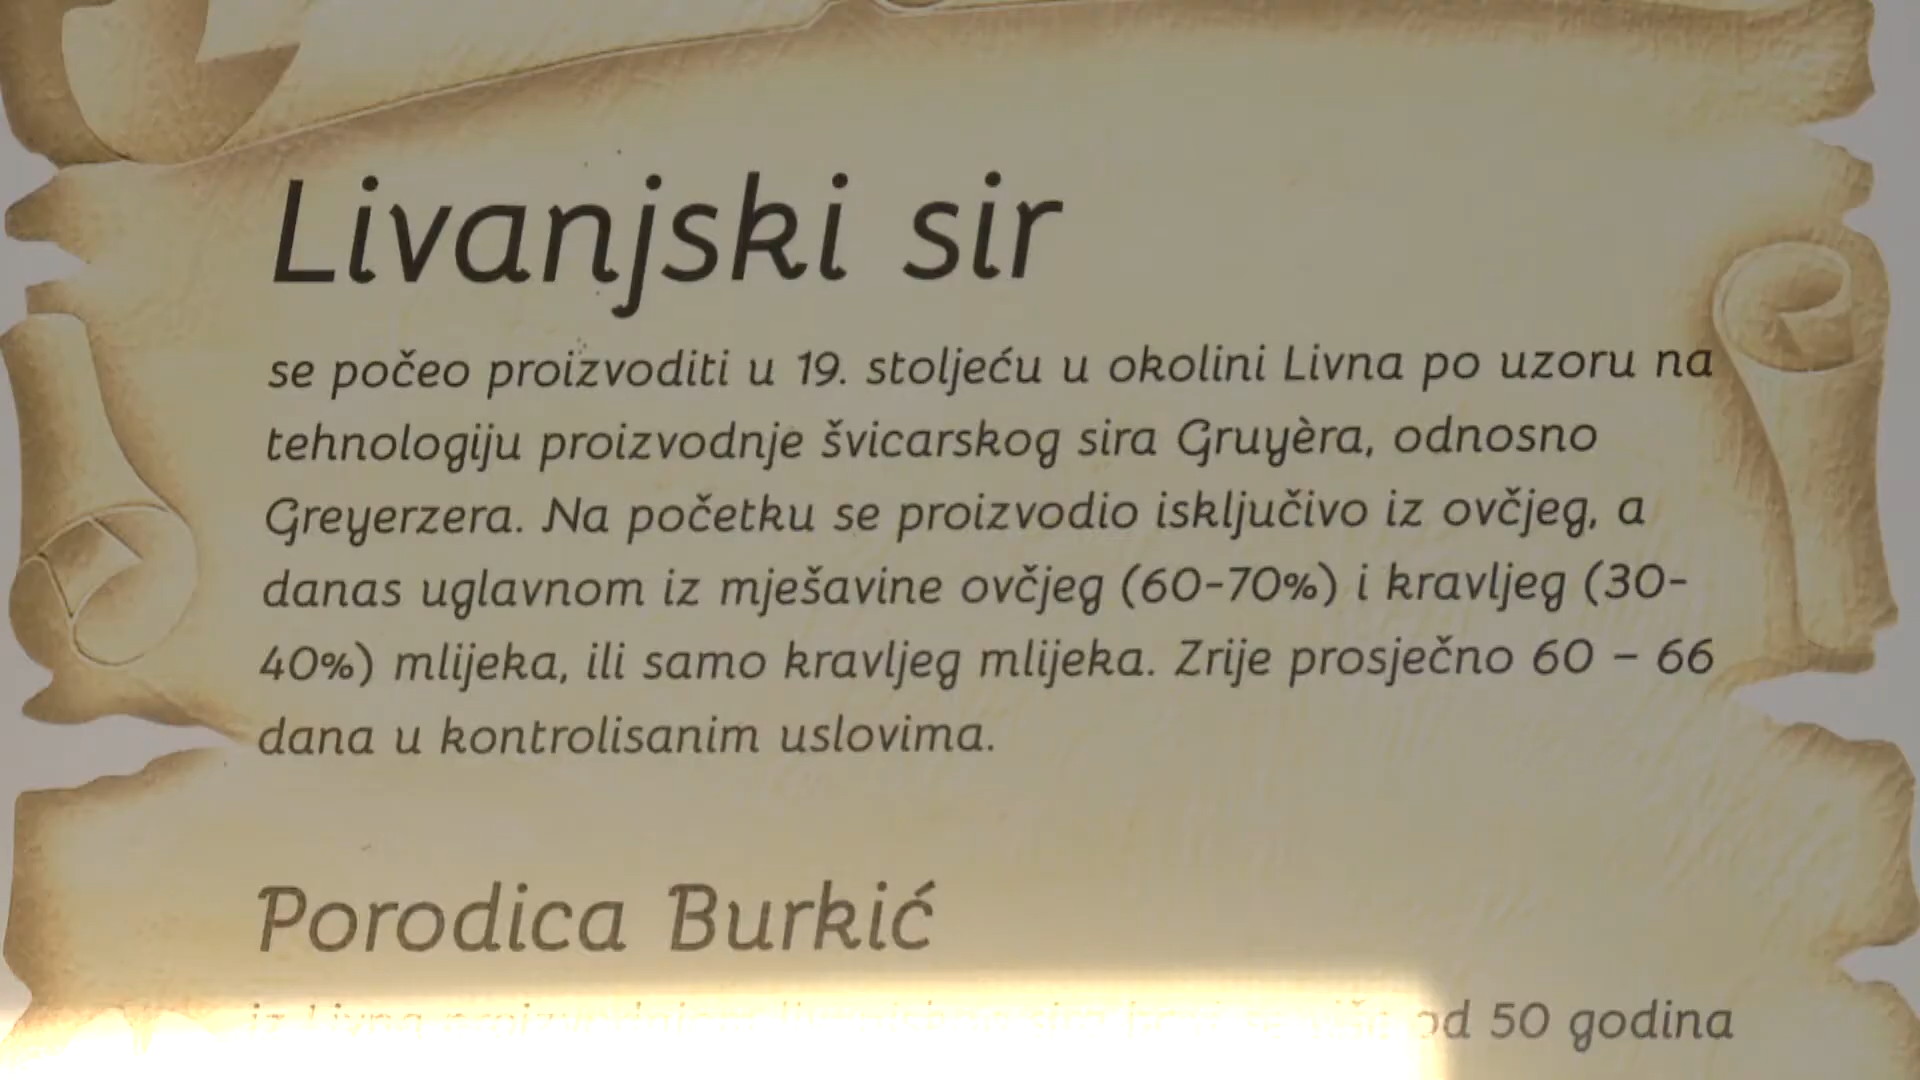 Livanjski sir
se počeo proizvoditi u 19. stoljeću u okolini Livna po uzoru na
tehnologiju proizvodnje švicarskog sira Gruyèra, odnosno
Greyerzera. Na početku se proizvodio isključivo iz ovčjeg, a
danas uglavnom iz mješavine ovčjeg (60-70%) i kravljeg (30-
40%) mlijeka, ili samo kravljeg mlijeka. Zrije prosječno 60 – 66
dana u kontrolisanim uslovima.
Porodica Burkić
iz Livna od 50 godina